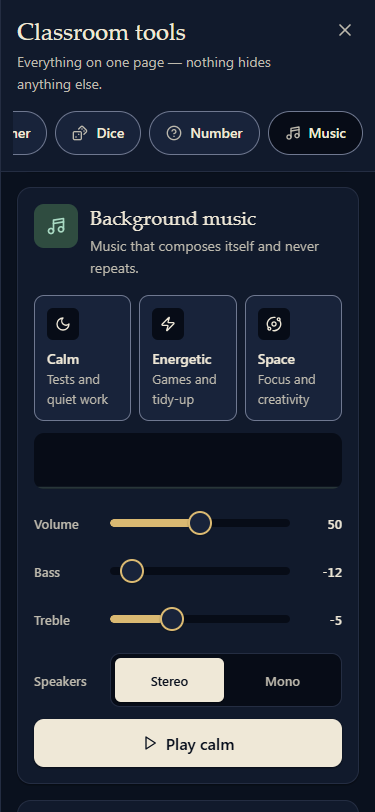 Classroom tools
Everything on one page — nothing hides
anything else.
ner
Dice
Number
Music
Background music
Music that composes itself and never
repeats.
Calm
Tests and
quiet work
Energetic
Games and
tidy-up
Space
Focus and
creativity
Volume
50
Bass
-12
Treble
-5
Speakers
Stereo
Mono
Play calm